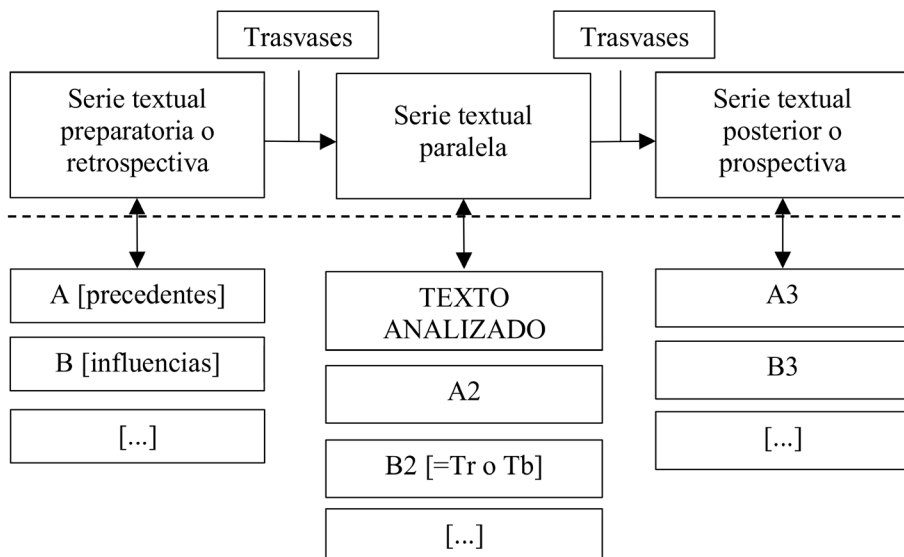 Trasvases
Trasvases
Serie textual
preparatoria o
retrospectiva
Serie textual
paralela
Serie textual
posterior o
prospectiva
A [precedentes]
B [influencias]
[...]
TEXTO
ANALIZADO
A2
B2 [=Tr o Tb]
[...]
A3
B3
[...]